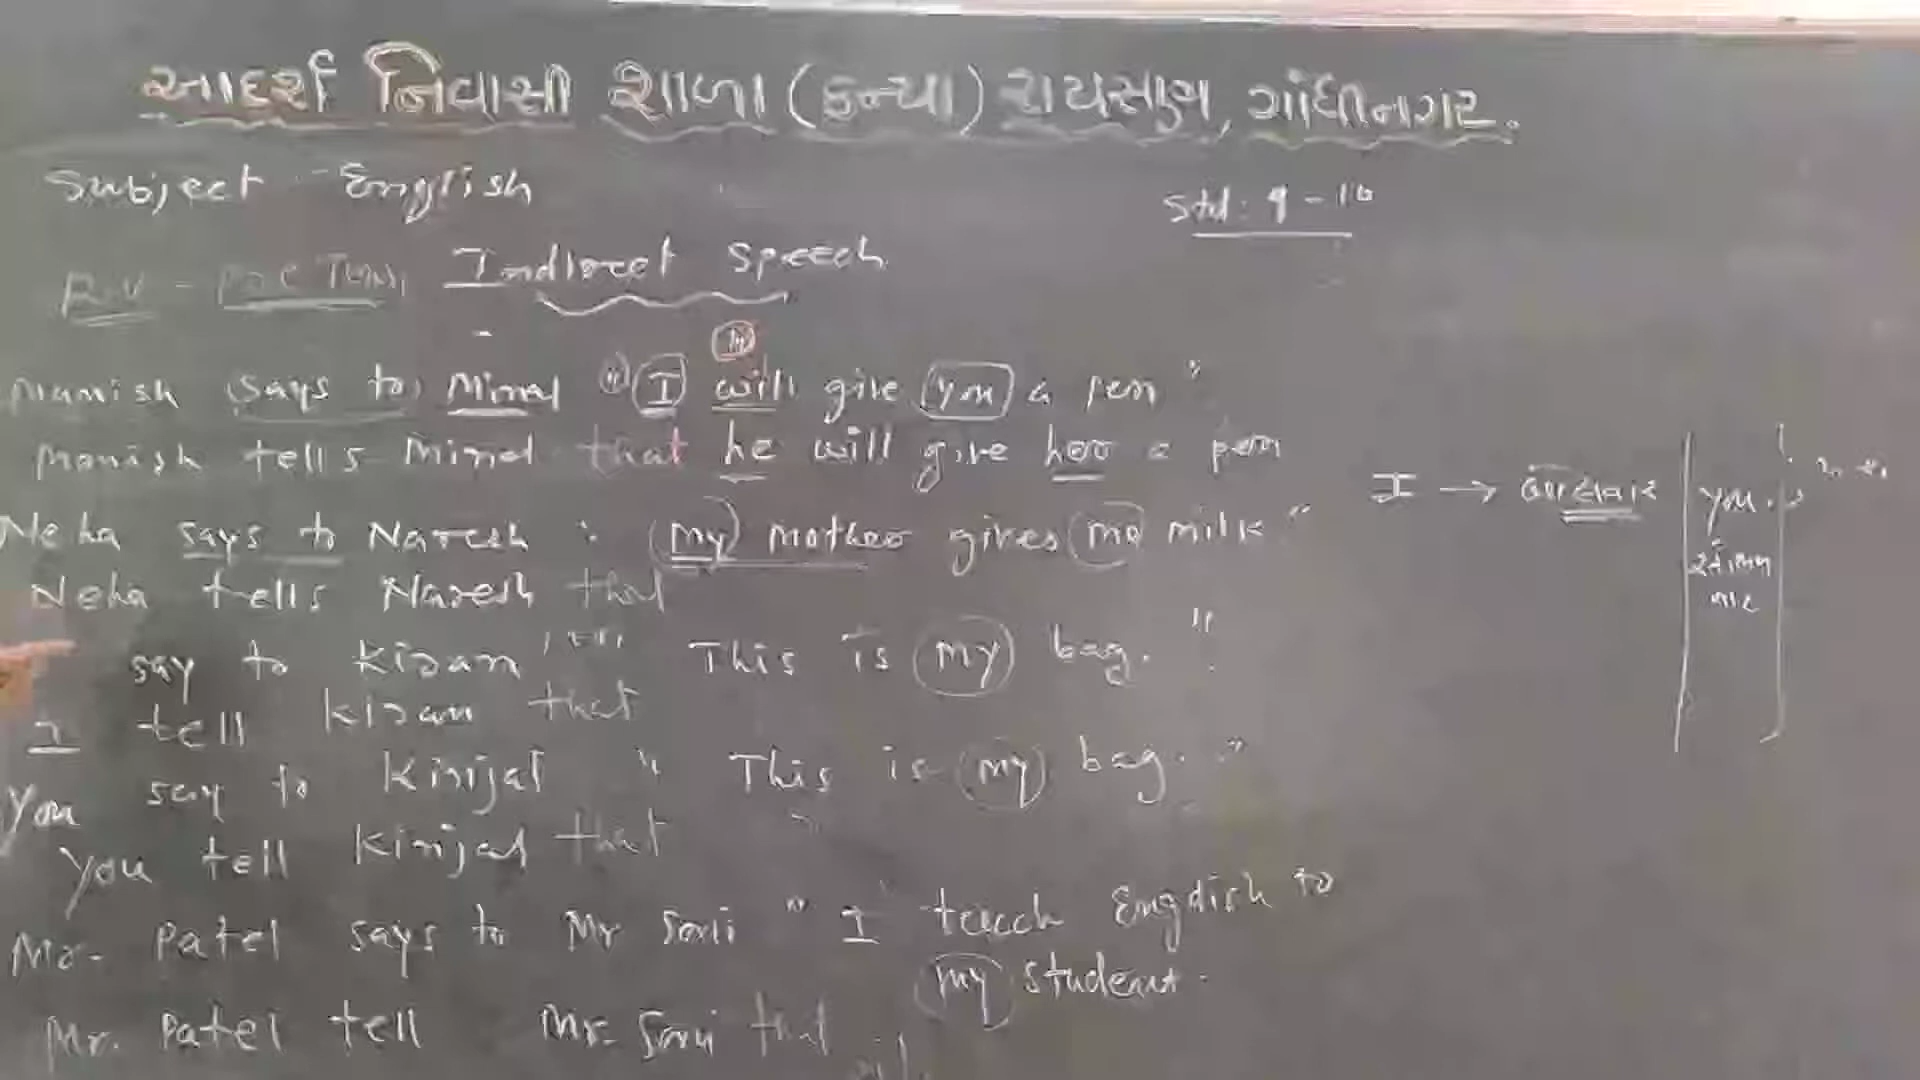 આદર્શ નિવાસી શાળા (કન્યા) રાયસણ, ગાંધીનગર.
Subject - English
Std: 9 - 10
Indirect Speech
Manish says to Minal " I will give you a pen "
Manish tells Minal that he will give her a pen
I → બોલનાર
you
Neha says to Naresh : my mother gives me milk "
Neha tells Naresh that
say to Kiran " This is my bag. "
I tell Kiran that
You say to Kinjal " This is my bag. "
You tell Kinjal that
Mr. Patel says to Mr Soni " I teach English to
my student.
Mr. Patel tell Mr. Soni that